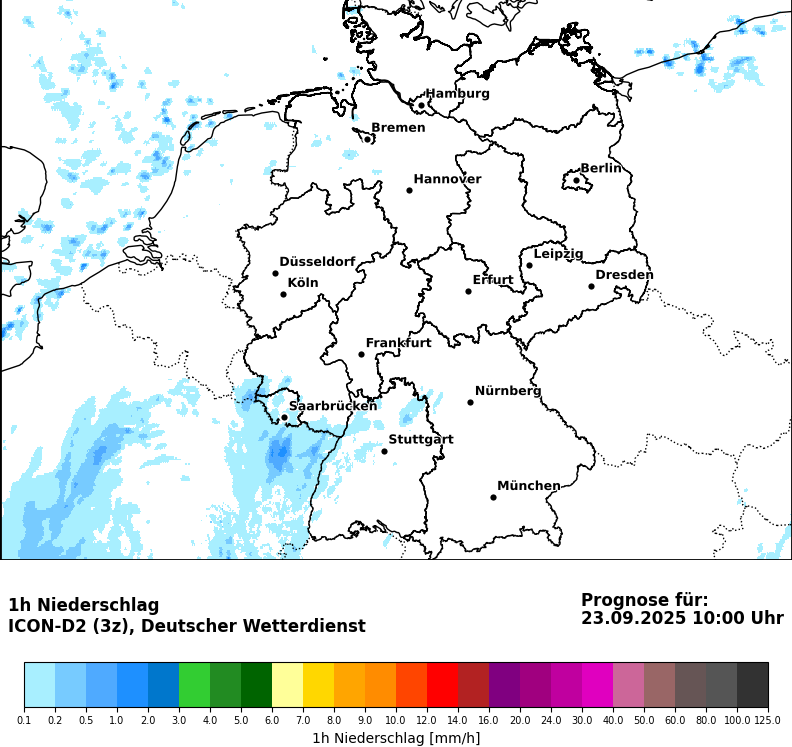 Hamburg
Bremen
Berlin
Hannover
Leipzig
Düsseldorf
Dresden
Köln
Erfurt
Frankfurt
Nürnberg
Saarbrücken
Stuttgart
München
1h Niederschlag
ICON-D2 (3z), Deutscher Wetterdienst
Prognose für:
23.09.2025 10:00 Uhr
0.1 0.2 0.5 1.0 2.0 3.0 4.0 5.0 6.0 7.0 8.0 9.0 10.0 12.0 14.0 16.0 20.0 24.0 30.0 40.0 50.0 60.0 80.0 100.0 125.0
1h Niederschlag [mm/h]